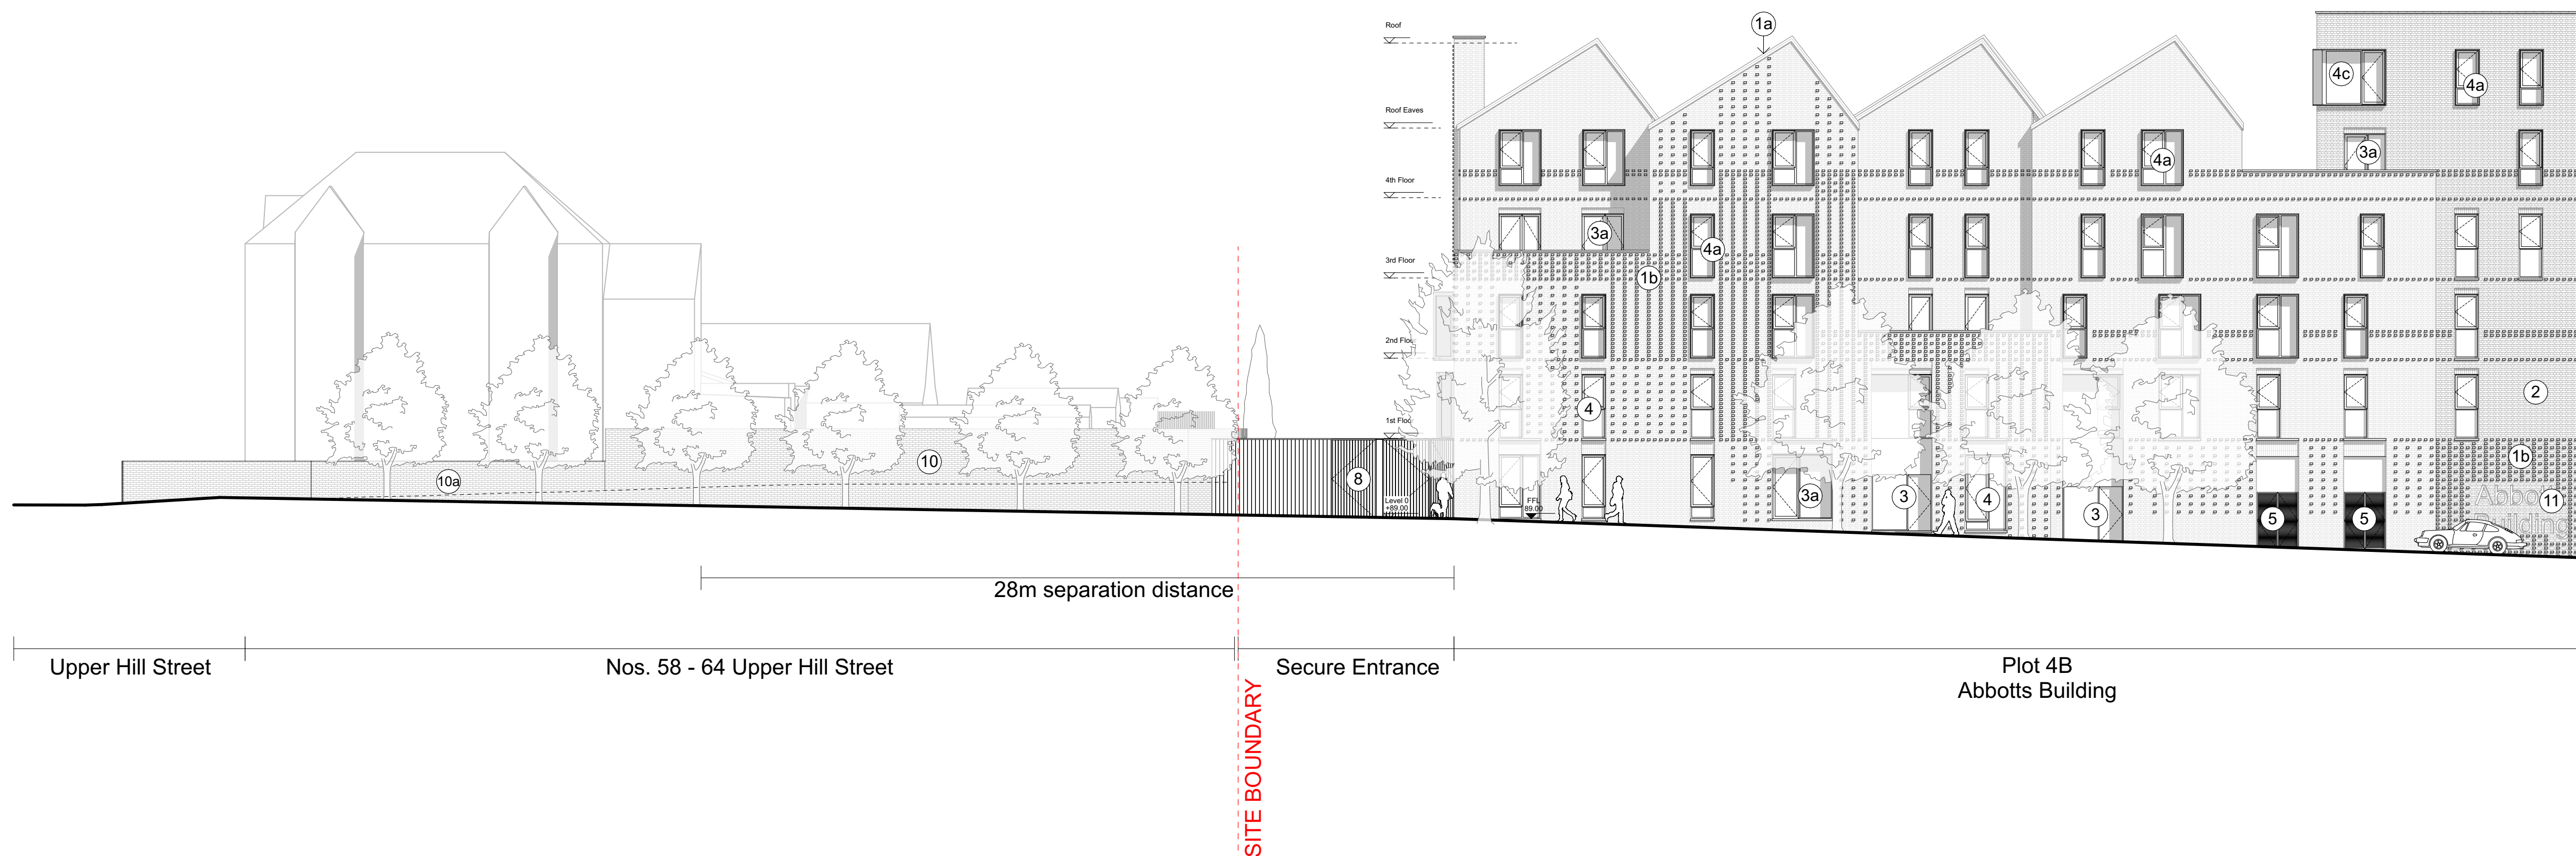 1a
Roof
4c
4a
Roof Eaves
3a
4a
4th Floor
3a
4a
3rd Floor
1b
2nd Floo
2
4
1st Floo
1b
10
10a
8
3a
3
4
11
Abbott
Building
Level 0
+89.00
FFL
89.00
3
5
5
28m separation distance
Upper Hill Street
Nos. 58 - 64 Upper Hill Street
Secure Entrance
Plot 4B
Abbotts Building
SITE BOUNDARY